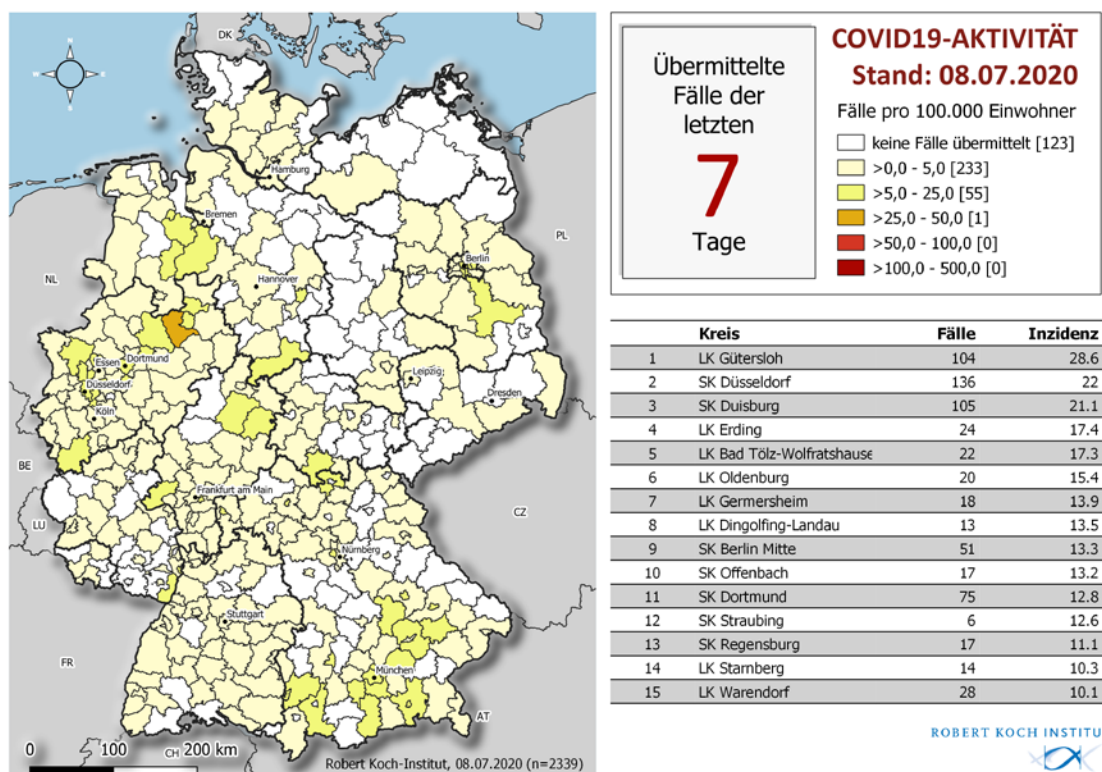 DK
PL
NL
BE
LU
CZ
FR
CH
AT
Hamburg
Bremen
Berlin
Hannover
Essen
Dortmund
Düsseldorf
Köln
Leipzig
Dresden
Frankfurt am Main
Nürnberg
Stuttgart
München
0 100 200 km
Robert Koch-Institut, 08.07.2020 (n=2339)
Übermittelte
Fälle der
letzten
7
Tage
COVID19-AKTIVITÄT
Stand: 08.07.2020
Fälle pro 100.000 Einwohner
keine Fälle übermittelt [123]
>0,0 - 5,0 [233]
>5,0 - 25,0 [55]
>25,0 - 50,0 [1]
>50,0 - 100,0 [0]
>100,0 - 500,0 [0]
Kreis Fälle Inzidenz
1 LK Gütersloh 104 28.6
2 SK Düsseldorf 136 22
3 SK Duisburg 105 21.1
4 LK Erding 24 17.4
5 LK Bad Tölz-Wolfratshause 22 17.3
6 LK Oldenburg 20 15.4
7 LK Germersheim 18 13.9
8 LK Dingolfing-Landau 13 13.5
9 SK Berlin Mitte 51 13.3
10 SK Offenbach 17 13.2
11 SK Dortmund 75 12.8
12 SK Straubing 6 12.6
13 SK Regensburg 17 11.1
14 LK Starnberg 14 10.3
15 LK Warendorf 28 10.1
ROBERT KOCH INSTITU